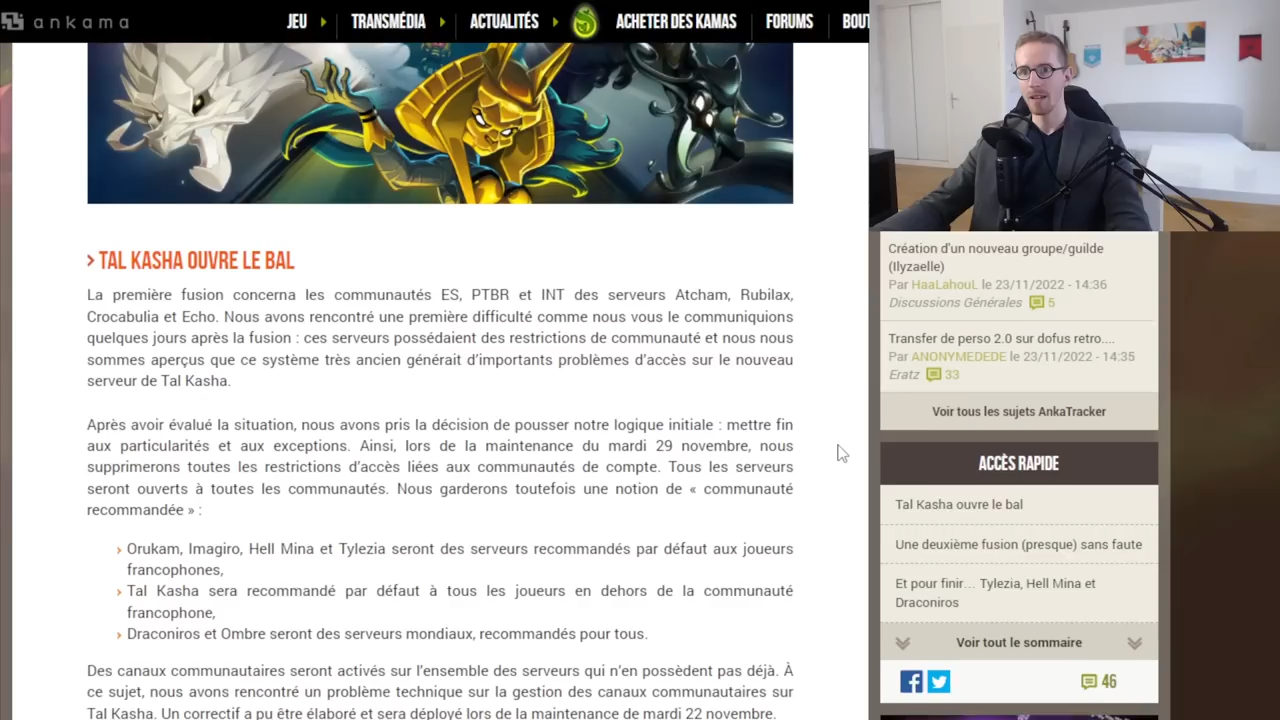 ankama
JEU
TRANSMÉDIA
ACTUALITÉS
ACHETER DES KAMAS
FORUMS
BOUT
TAL KASHA OUVRE LE BAL
La première fusion concerna les communautés ES, PTBR et INT des serveurs Atcham, Rubilax,
Crocabulia et Echo. Nous avons rencontré une première difficulté comme nous vous le communiquions
quelques jours après la fusion : ces serveurs possédaient des restrictions de communauté et nous nous
sommes aperçus que ce système très ancien générait d’importants problèmes d’accès sur le nouveau
serveur de Tal Kasha.
Après avoir évalué la situation, nous avons pris la décision de pousser notre logique initiale : mettre fin
aux particularités et aux exceptions. Ainsi, lors de la maintenance du mardi 29 novembre, nous
supprimerons toutes les restrictions d’accès liées aux communautés de compte. Tous les serveurs
seront ouverts à toutes les communautés. Nous garderons toutefois une notion de « communauté
recommandée » :
Orukam, Imagiro, Hell Mina et Tylezia seront des serveurs recommandés par défaut aux joueurs
francophones,
Tal Kasha sera recommandé par défaut à tous les joueurs en dehors de la communauté
francophone,
Draconiros et Ombre seront des serveurs mondiaux, recommandés pour tous.
Des canaux communautaires seront activés sur l’ensemble des serveurs qui n’en possèdent pas déjà. À
ce sujet, nous avons rencontré un problème technique sur la gestion des canaux communautaires sur
Tal Kasha. Un correctif a pu être élaboré et sera déployé lors de la maintenance de mardi 22 novembre.
Création d'un nouveau groupe/guilde
(Ilyzaelle)
Par HaaLahouL le 23/11/2022 - 14:36
Discussions Générales 5
Transfer de perso 2.0 sur dofus retro....
Par ANONYMEDEDE le 23/11/2022 - 14:35
Eratz 33
Voir tous les sujets AnkaTracker
ACCÈS RAPIDE
Tal Kasha ouvre le bal
Une deuxième fusion (presque) sans faute
Et pour finir… Tylezia, Hell Mina et
Draconiros
Voir tout le sommaire
46